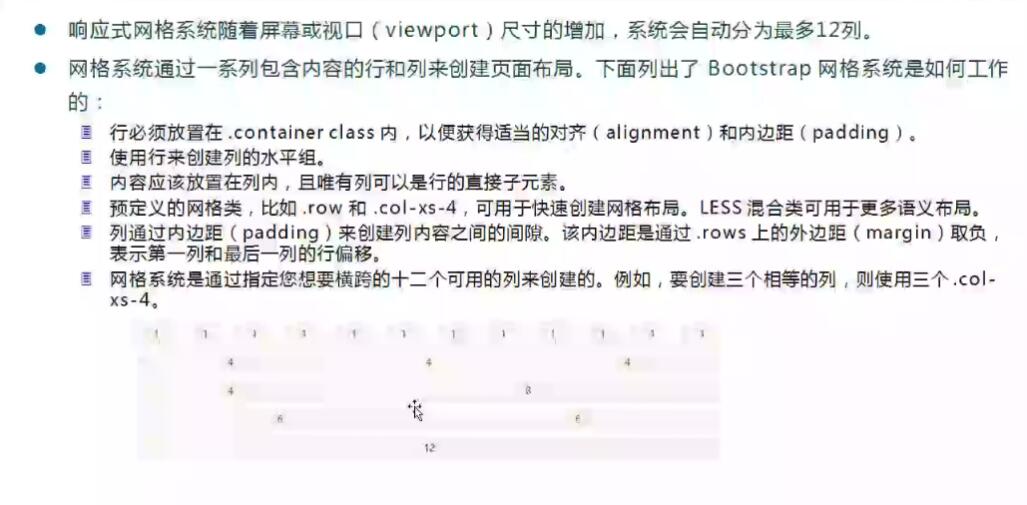 响应式网格系统随着屏幕或视口（viewport）尺寸的增加，系统会自动分为最多12列。
网格系统通过一系列包含内容的行和列来创建页面布局。下面列出了 Bootstrap 网格系统是如何工作
的：
行必须放置在 .container class 内，以便获得适当的对齐（alignment）和内边距（padding）。
使用行来创建列的水平组。
内容应该放置在列内，且唯有列可以是行的直接子元素。
预定义的网格类，比如 .row 和 .col-xs-4，可用于快速创建网格布局。LESS 混合类可用于更多语义布局。
列通过内边距（padding）来创建列内容之间的间隙。该内边距是通过 .rows 上的外边距（margin）取负，
表示第一列和最后一列的行偏移。
网格系统是通过指定您想要横跨的十二个可用的列来创建的。例如，要创建三个相等的列，则使用三个 .col-
xs-4。
1 1 1 1 1 1 1 1 1 1 1 1
4 4 4
4 8
6 6
12